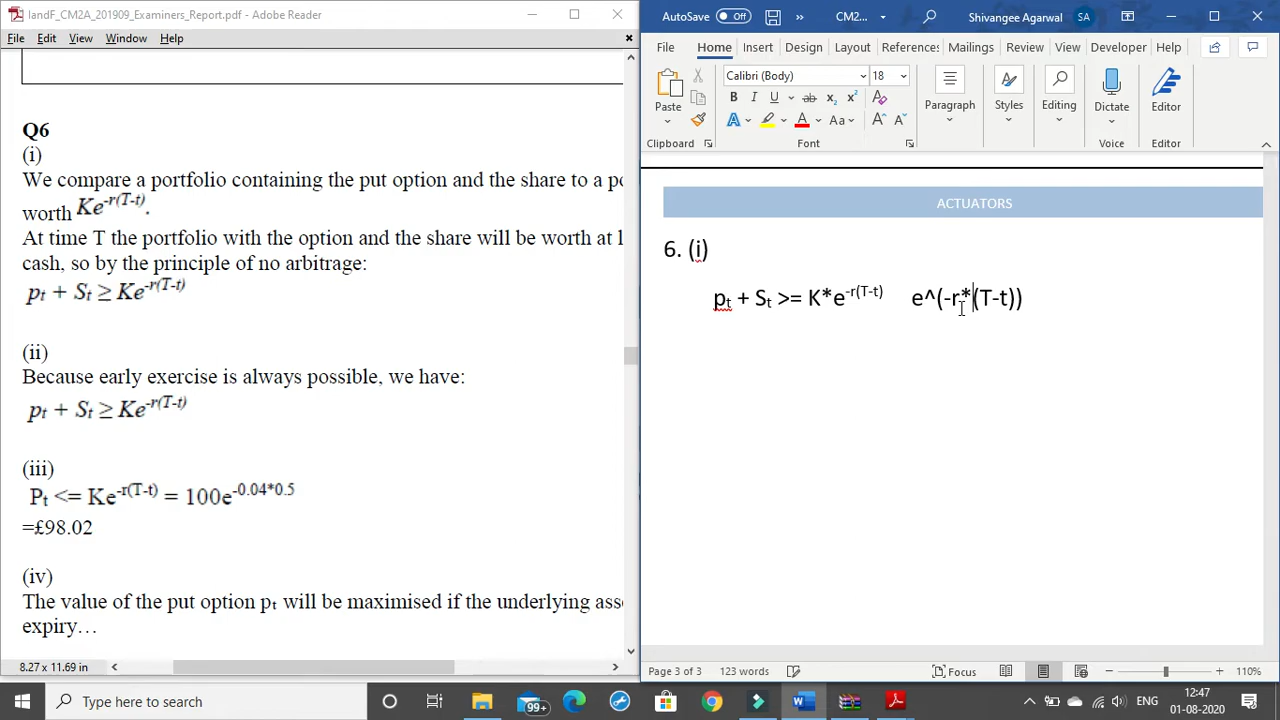 IandF_CM2A_201909_Examiners_Report.pdf - Adobe Reader
File Edit View Window Help
Q6
(i)
We compare a portfolio containing the put option and the share to a po
worth Ke-r(T-t).
At time T the portfolio with the option and the share will be worth at l
cash, so by the principle of no arbitrage:
pt + St ≥ Ke-r(T-t)
(ii)
Because early exercise is always possible, we have:
pt + St ≥ Ke-r(T-t)
(iii)
Pt <= Ke-r(T-t) = 100e-0.04*0.5
=£98.02
(iv)
The value of the put option pt will be maximised if the underlying asse
expiry…
8.27 x 11.69 in
AutoSave Off » CM2... Shivangee Agarwal SA
File Home Insert Design Layout References Mailings Review View Developer Help
Calibri (Body) 18
Paste B I U ab x2 x2 A
A A Aa A A
Paragraph Styles Editing Dictate Editor
Clipboard Font Voice Editor
ACTUATORS
6. (i)
pt + St >= K*e-r(T-t) e^(-r*(T-t))
Page 3 of 3 123 words Focus 110%
Type here to search 99+ ENG 12:47
01-08-2020